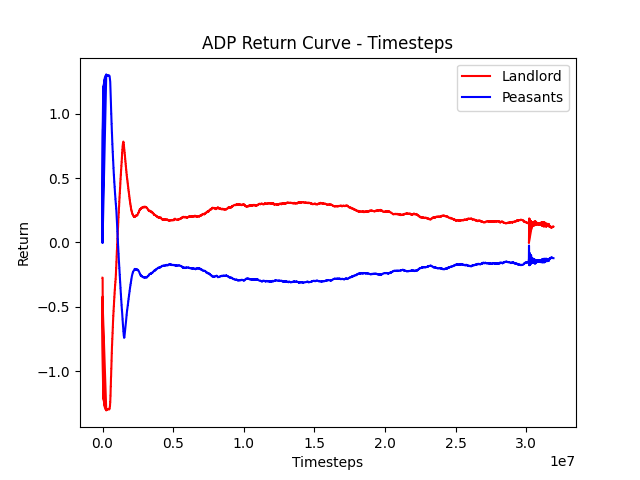 ADP Return Curve - Timesteps
Landlord
Peasants
Return
1.0
0.5
0.0
−0.5
−1.0
0.0 0.5 1.0 1.5 2.0 2.5 3.0
1e7
Timesteps